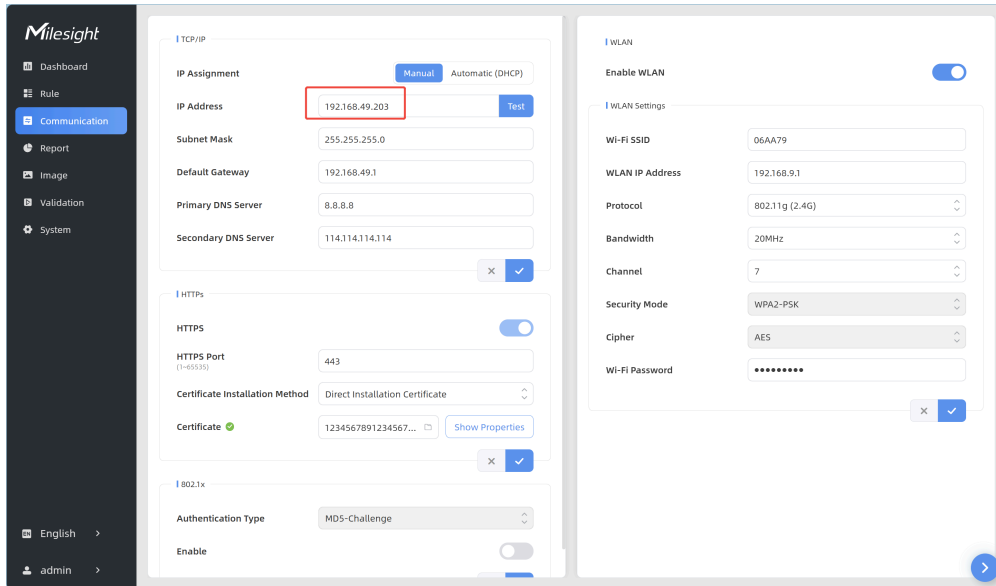 Milesight
Dashboard
Rule
Communication
Report
Image
Validation
System
EN English >
admin >
TCP/IP
IP Assignment Manual Automatic (DHCP)
IP Address 192.168.49.203 Test
Subnet Mask 255.255.255.0
Default Gateway 192.168.49.1
Primary DNS Server 8.8.8.8
Secondary DNS Server 114.114.114.114
HTTPs
HTTPS
HTTPS Port 443
(1~65535)
Certificate Installation Method Direct Installation Certificate
Certificate 1234567891234567... Show Properties
802.1x
Authentication Type MD5-Challenge
Enable
WLAN
Enable WLAN
WLAN Settings
Wi-Fi SSID 06AA79
WLAN IP Address 192.168.9.1
Protocol 802.11g (2.4G)
Bandwidth 20MHz
Channel 7
Security Mode WPA2-PSK
Cipher AES
Wi-Fi Password •••••••••